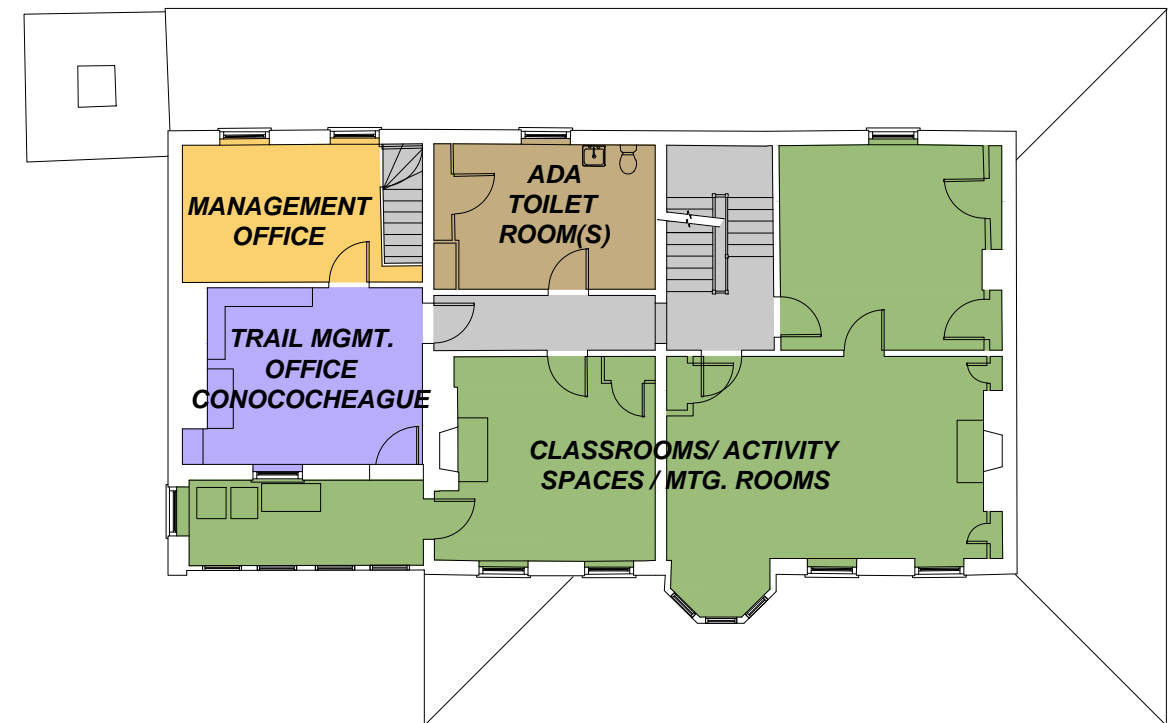 MANAGEMENT
OFFICE
ADA
TOILET
ROOM(S)
TRAIL MGMT.
OFFICE
CONOCOCHEAGUE
CLASSROOMS/ ACTIVITY
SPACES / MTG. ROOMS